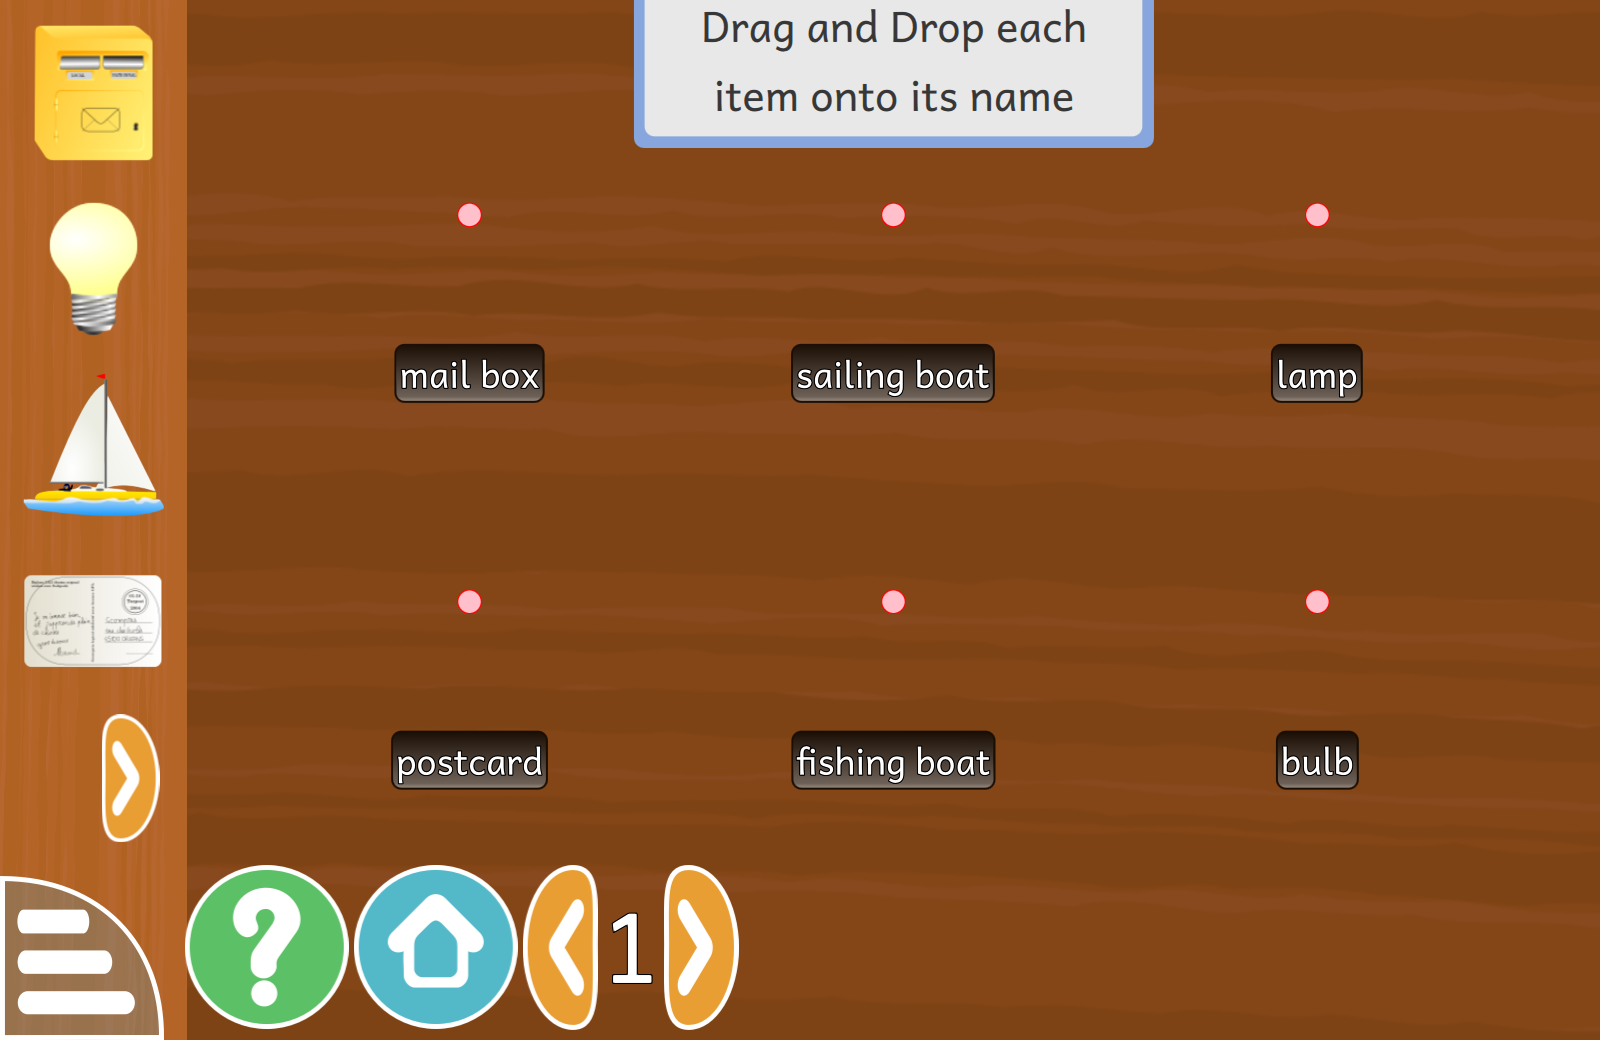 Drag and Drop each
item onto its name
mail box
sailing boat
lamp
postcard
fishing boat
bulb
1